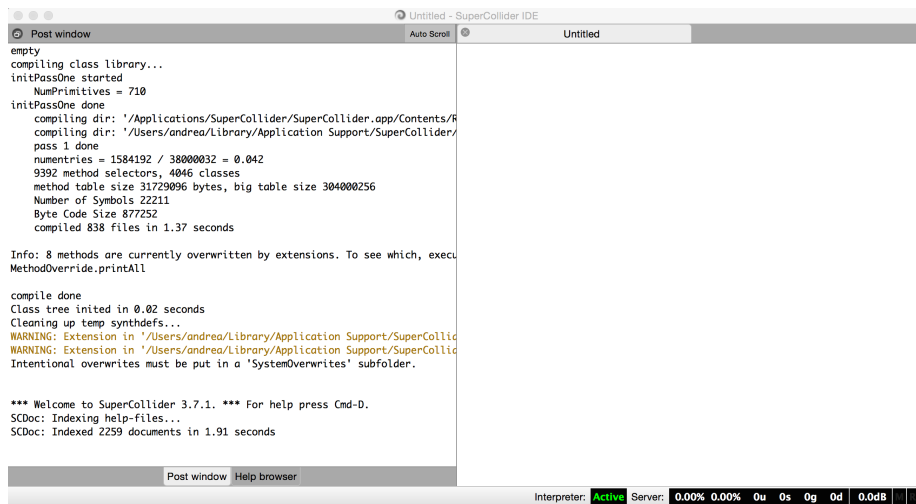 Untitled - SuperCollider IDE
Post window
Auto Scroll
Untitled
empty
compiling class library...
initPassOne started
NumPrimitives = 710
initPassOne done
compiling dir: '/Applications/SuperCollider/SuperCollider.app/Contents/R
compiling dir: '/Users/andrea/Library/Application Support/SuperCollider/
pass 1 done
numentries = 1584192 / 38000032 = 0.042
9392 method selectors, 4046 classes
method table size 31729096 bytes, big table size 304000256
Number of Symbols 22211
Byte Code Size 877252
compiled 838 files in 1.37 seconds
Info: 8 methods are currently overwritten by extensions. To see which, execu
MethodOverride.printAll
compile done
Class tree inited in 0.02 seconds
Cleaning up temp synthdefs...
WARNING: Extension in '/Users/andrea/Library/Application Support/SuperCollid
WARNING: Extension in '/Users/andrea/Library/Application Support/SuperCollid
Intentional overwrites must be put in a 'SystemOverwrites' subfolder.
*** Welcome to SuperCollider 3.7.1. *** For help press Cmd-D.
SCDoc: Indexing help-files...
SCDoc: Indexed 2259 documents in 1.91 seconds
Post window Help browser
Interpreter: Active Server: 0.00% 0.00% 0u 0s 0g 0d 0.0dB M R